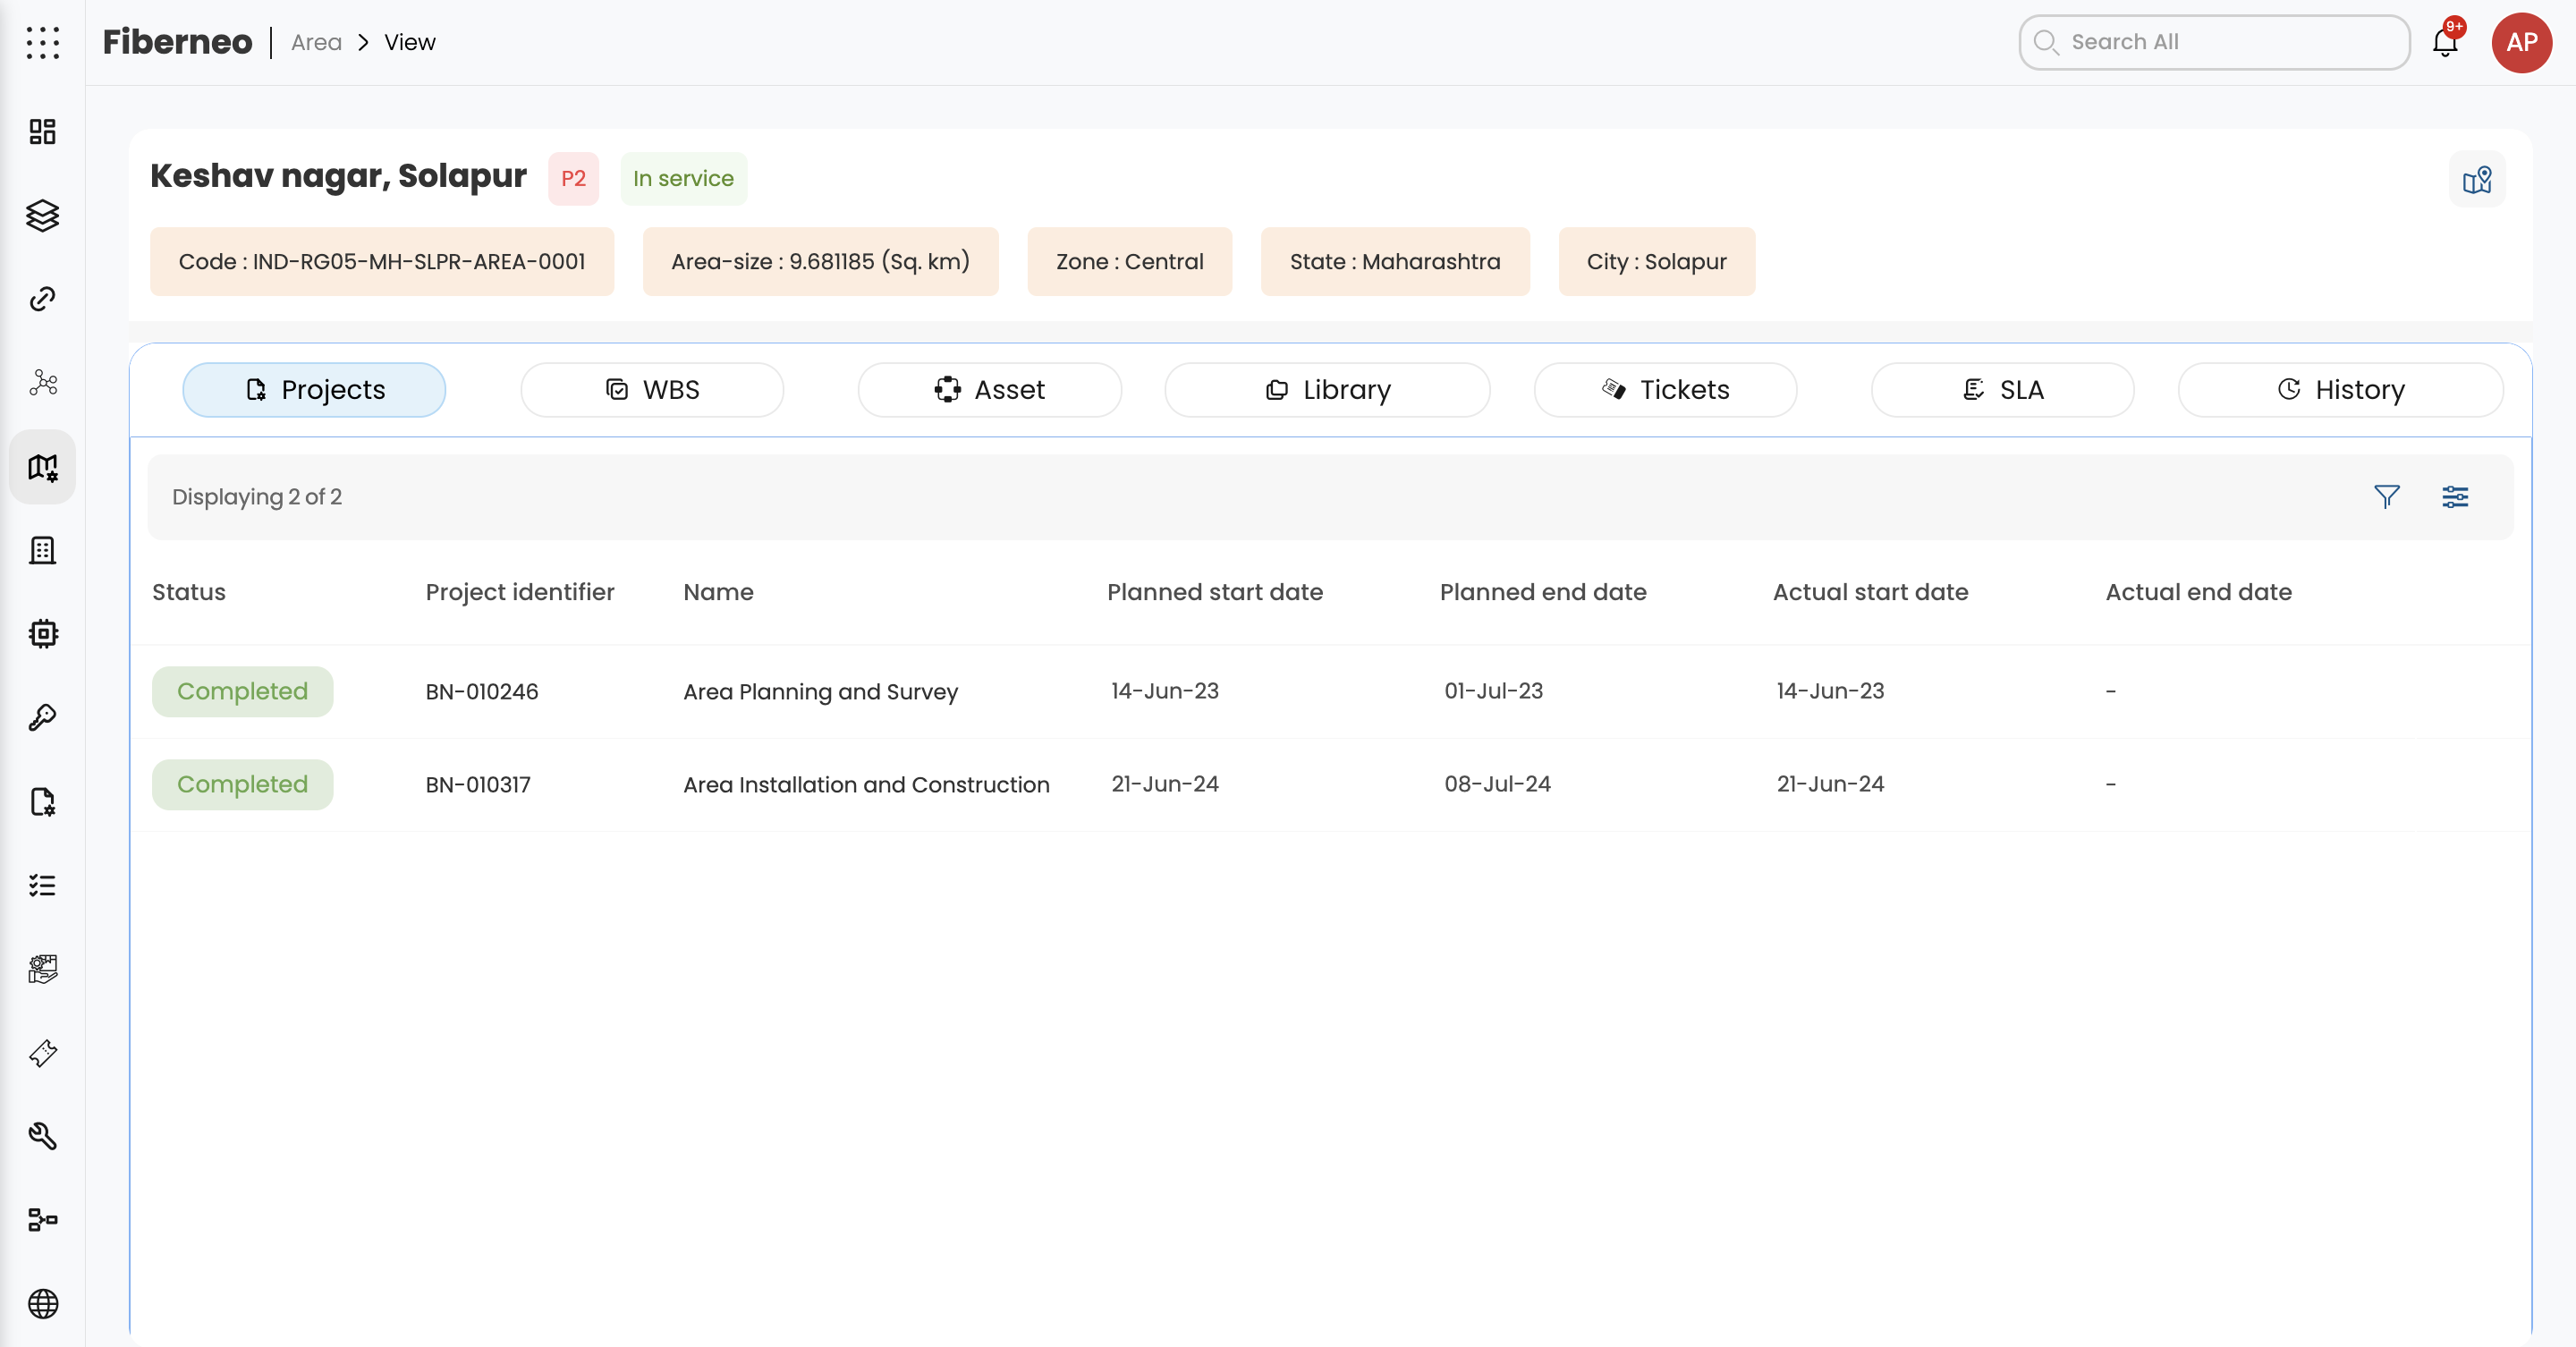 Fiberneo | Area > View
Search All
9+
AP
Keshav nagar, Solapur P2 In service
Code : IND-RG05-MH-SLPR-AREA-0001 Area-size : 9.681185 (Sq. km) Zone : Central State : Maharashtra City : Solapur
Projects WBS Asset Library Tickets SLA History
Displaying 2 of 2
Status Project identifier Name Planned start date Planned end date Actual start date Actual end date
Completed BN-010246 Area Planning and Survey 14-Jun-23 01-Jul-23 14-Jun-23 -
Completed BN-010317 Area Installation and Construction 21-Jun-24 08-Jul-24 21-Jun-24 -